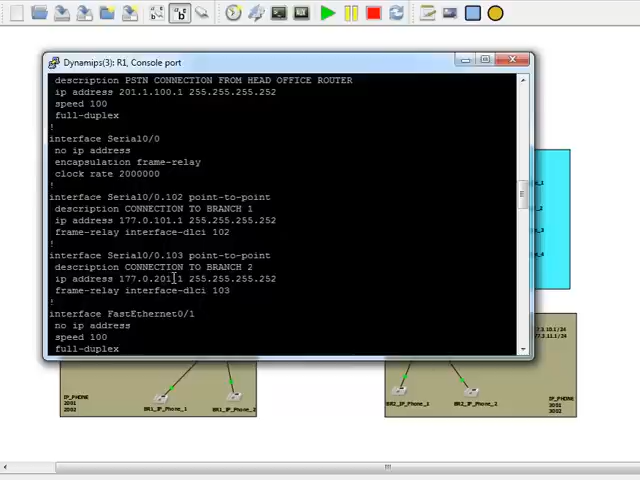 Dynamips(3): R1, Console port
description PSTN CONNECTION FROM HEAD OFFICE ROUTER
ip address 201.1.100.1 255.255.255.252
speed 100
full-duplex
!
interface Serial0/0
no ip address
encapsulation frame-relay
clock rate 2000000
!
interface Serial0/0.102 point-to-point
description CONNECTION TO BRANCH 1
ip address 177.0.101.1 255.255.255.252
frame-relay interface-dlci 102
!
interface Serial0/0.103 point-to-point
description CONNECTION TO BRANCH 2
ip address 177.0.201.1 255.255.255.252
frame-relay interface-dlci 103
!
interface FastEthernet0/1
no ip address
speed 100
full-duplex
IP_PHONE
2001
2002
BR1_IP_Phone_1
BR1_IP_Phone_2
BR2_IP_Phone_1
BR2_IP_Phone_2
IP_PHONE
3002